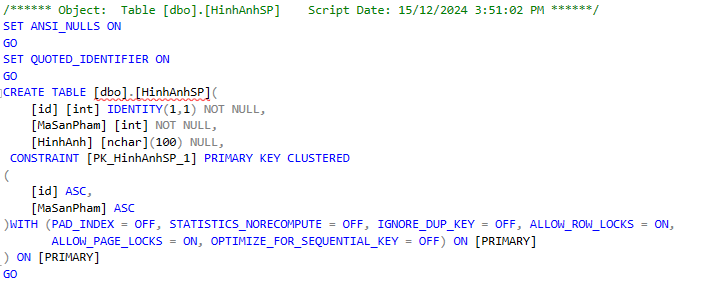 /****** Object:  Table [dbo].[HinhAnhSP]    Script Date: 15/12/2024 3:51:02 PM ******/
SET ANSI_NULLS ON
GO
SET QUOTED_IDENTIFIER ON
GO
CREATE TABLE [dbo].[HinhAnhSP](
    [id] [int] IDENTITY(1,1) NOT NULL,
    [MaSanPham] [int] NOT NULL,
    [HinhAnh] [nchar](100) NULL,
 CONSTRAINT [PK_HinhAnhSP_1] PRIMARY KEY CLUSTERED
(
    [id] ASC,
    [MaSanPham] ASC
)WITH (PAD_INDEX = OFF, STATISTICS_NORECOMPUTE = OFF, IGNORE_DUP_KEY = OFF, ALLOW_ROW_LOCKS = ON,
       ALLOW_PAGE_LOCKS = ON, OPTIMIZE_FOR_SEQUENTIAL_KEY = OFF) ON [PRIMARY]
) ON [PRIMARY]
GO